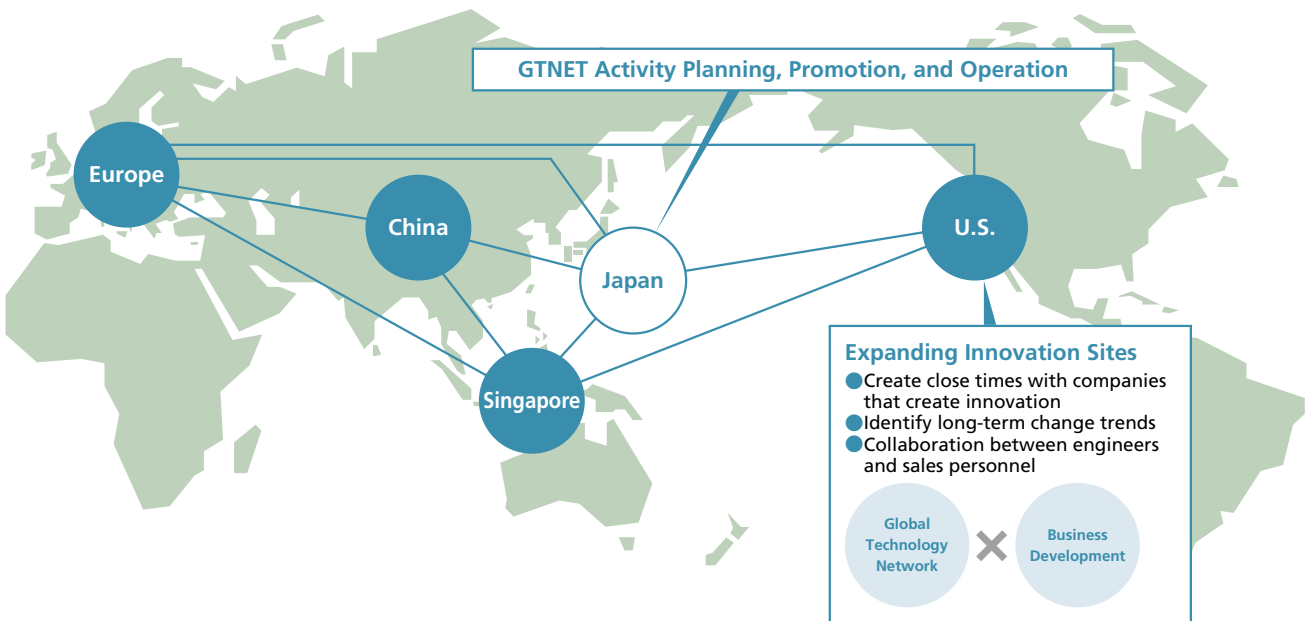 GTNET Activity Planning, Promotion, and Operation
Europe
China
Japan
U.S.
Singapore
Expanding Innovation Sites
●Create close times with companies
that create innovation
●Identify long-term change trends
●Collaboration between engineers
and sales personnel
Global
Technology
Network
×
Business
Development